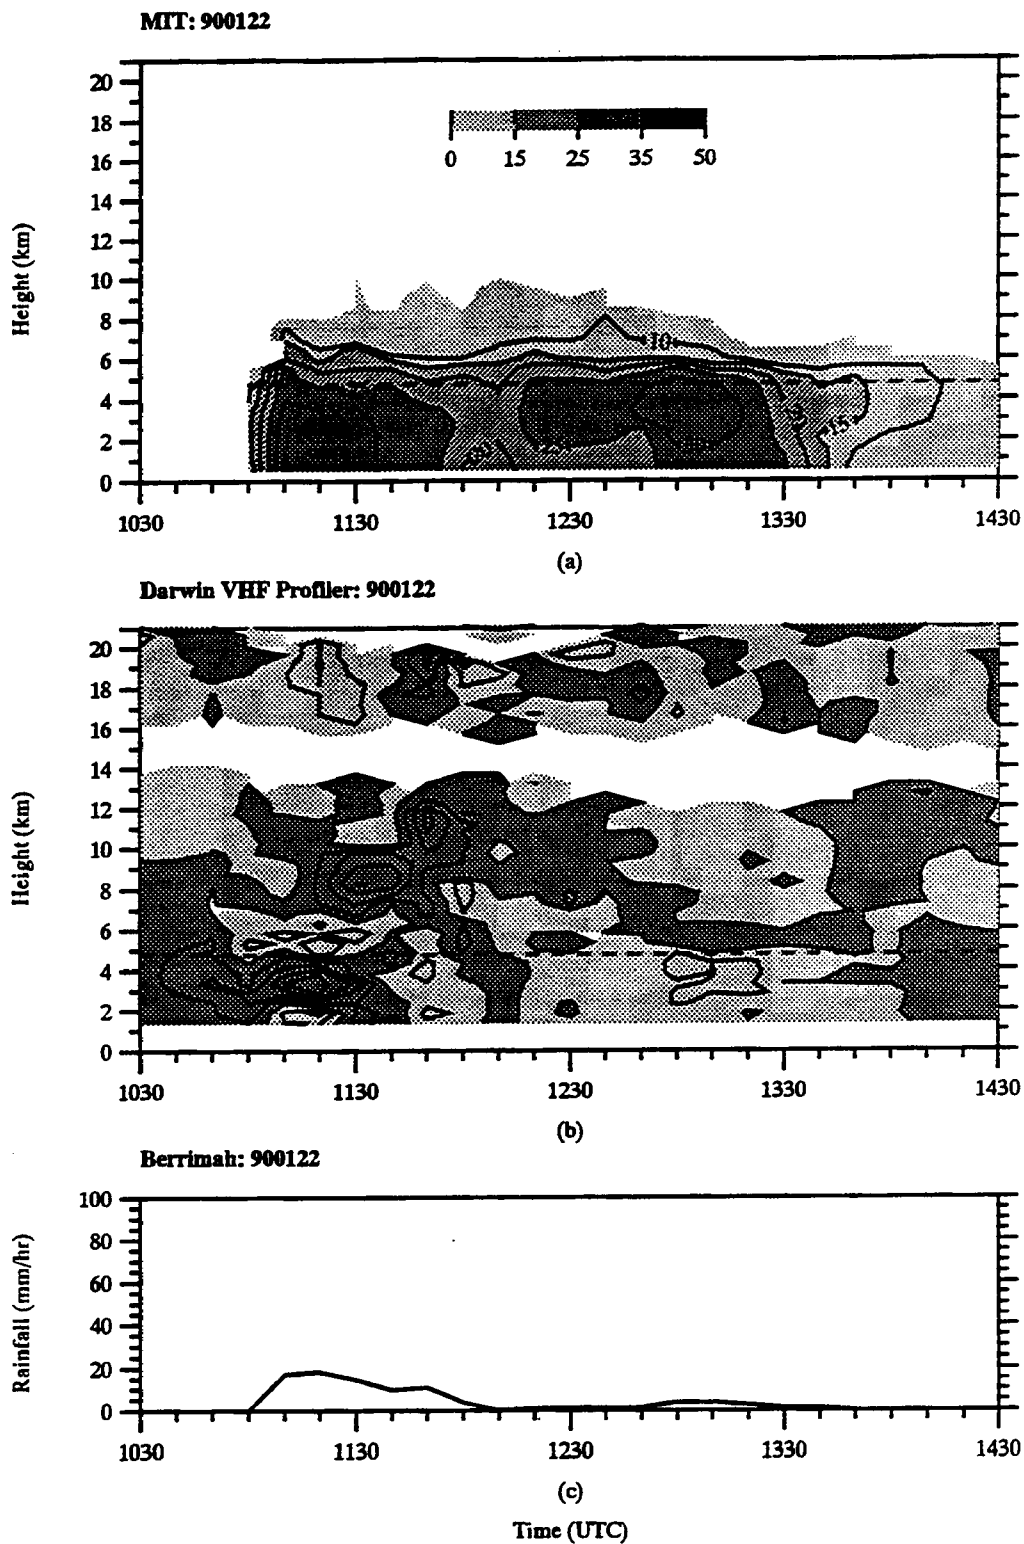 MIT: 900122
20
18
16
14
12
10
8
6
4
2
0
Height (km)
0 15 25 35 50
10
15
1030 1130 1230 1330 1430
(a)
Darwin VHF Profiler: 900122
20
18
16
14
12
10
8
6
4
2
0
Height (km)
1030 1130 1230 1330 1430
(b)
Berrimah: 900122
100
80
60
40
20
0
Rainfall (mm/hr)
1030 1130 1230 1330 1430
(c)
Time (UTC)